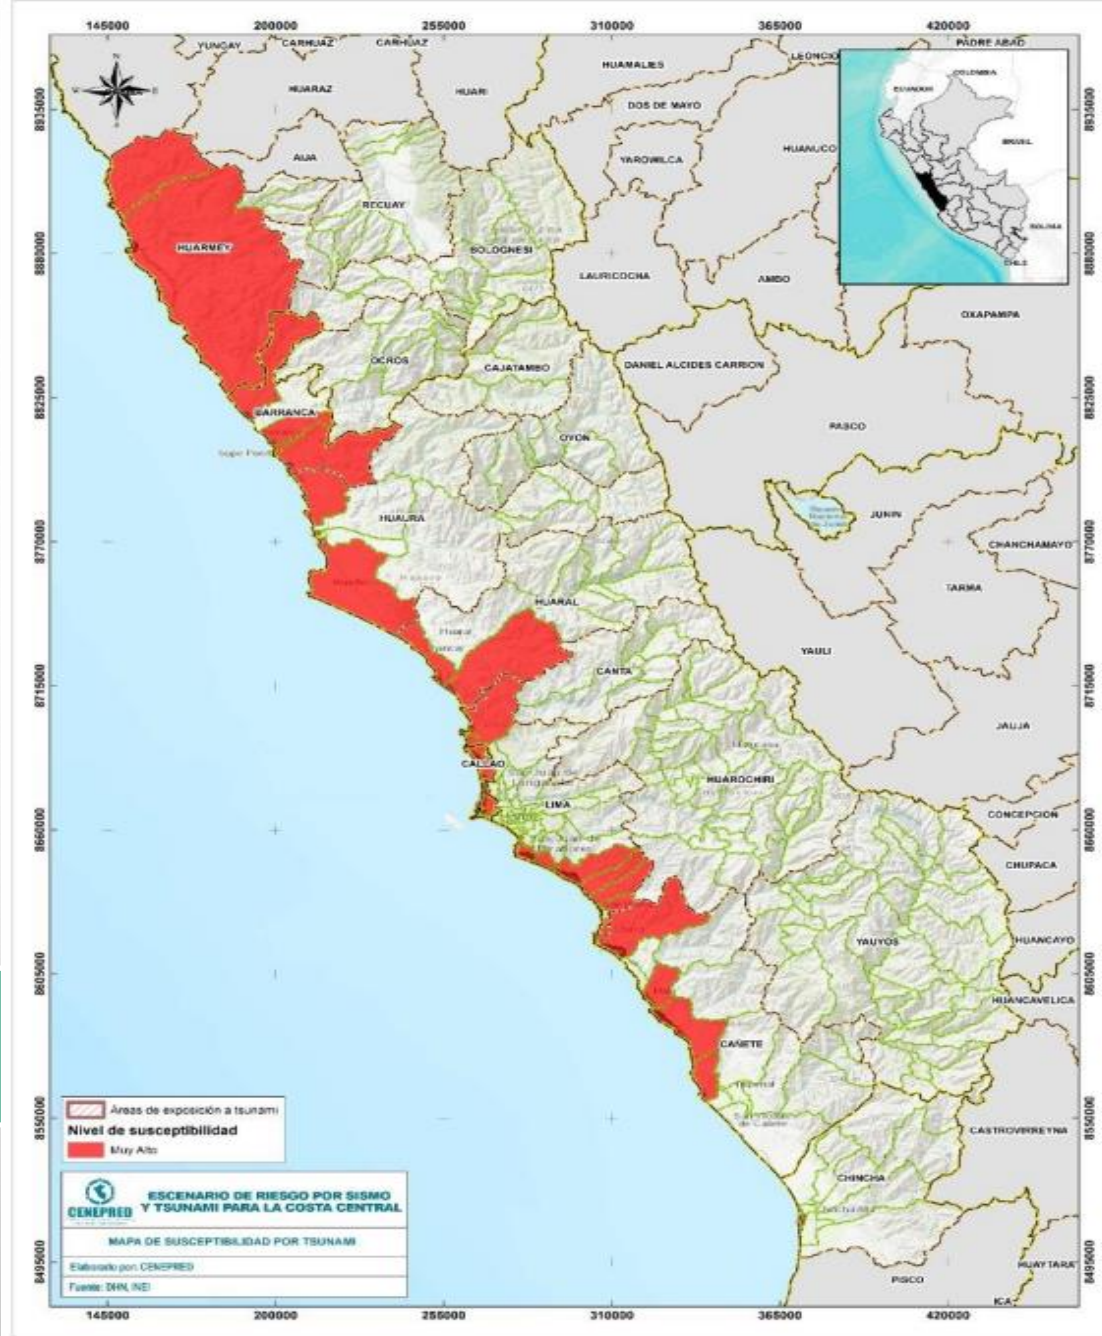 145000 200000 255000 310000 365000 420000
YUNGAY CARHUAZ CARHUAZ LEONCIO PADRE ABAD
HUAMALIES
N
W E
HUARAZ HUARI
DOS DE MAYO
COLOMBIA
ECUADOR
BRASIL
BOLIVIA
CHILE
8935000 8935000
AIJA YAROWILCA HUANUCO
RECUAY
HUARMEY BOLOGNESI
8880000 8880000
LAURICOCHA AMBO
OXAPAMPA
OCROS CAJATAMBO DANIEL ALCIDES CARRION
8825000 8825000
BARRANCA
PASCO
OYON
HUAURA JUNIN
8770000 8770000
CHANCHAMAYO
TARMA
HUARAL
Huaral
YAULI
CANTA
8715000 8715000
JAUJA
CALLAO HUAROCHIRI
LIMA
CONCEPCION
8660000 8660000
CHUPACA
YAUYOS HUANCAYO
8605000 8605000
HUANCAVELICA
CAÑETE
8550000 8550000
CASTROVIRREYNA
CHINCHA
8495000 8495000
PISCO HUAYTARA
ICA
Áreas de exposición a tsunami
Nivel de susceptibilidad
Muy Alto
CENEPRED
ESCENARIO DE RIESGO POR SISMO
Y TSUNAMI PARA LA COSTA CENTRAL
MAPA DE SUSCEPTIBILIDAD POR TSUNAMI
Elaborado por: CENEPRED
Fuente: DHN, INEI
145000 200000 255000 310000 365000 420000